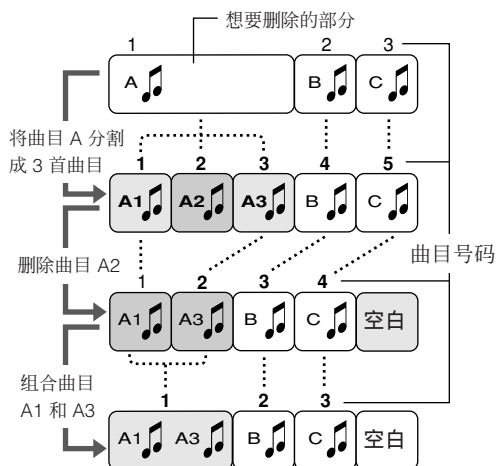 想要删除的部分
1 2 3
A B C
将曲目 A 分割
成 3 首曲目
1 2 3 4 5
A1 A2 A3 B C
曲目号码
删除曲目 A2
1 2 3 4
A1 A3 B C 空白
组合曲目
A1 和 A3
1 2 3
A1 A3 B C 空白